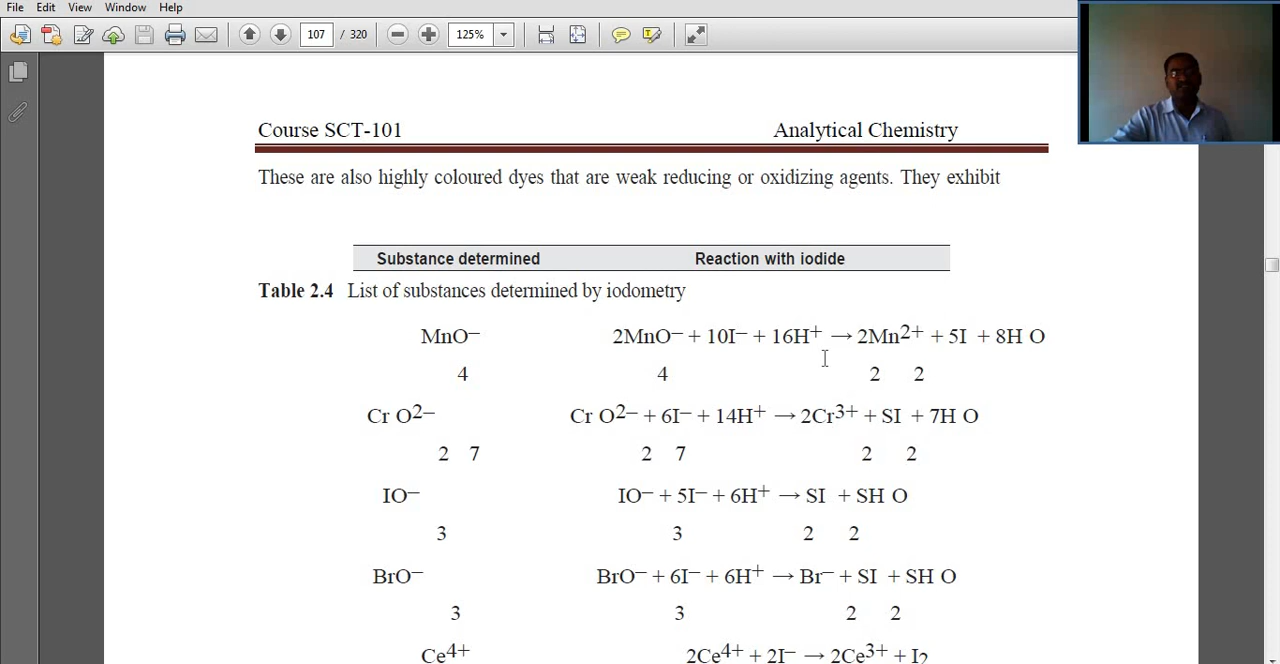 File Edit View Window Help
107 / 320 125%
Course SCT-101 Analytical Chemistry
These are also highly coloured dyes that are weak reducing or oxidizing agents. They exhibit
Substance determined Reaction with iodide
Table 2.4 List of substances determined by iodometry
MnO− 2MnO− + 10I− + 16H+ → 2Mn2+ + 5I + 8H O
4 4 2 2
Cr O2− Cr O2− + 6I− + 14H+ → 2Cr3+ + SI + 7H O
2 7 2 7 2 2
IO− IO− + 5I− + 6H+ → SI + SH O
3 3 2 2
BrO− BrO− + 6I− + 6H+ → Br− + SI + SH O
3 3 2 2
Ce4+ 2Ce4+ + 2I− → 2Ce3+ + I2